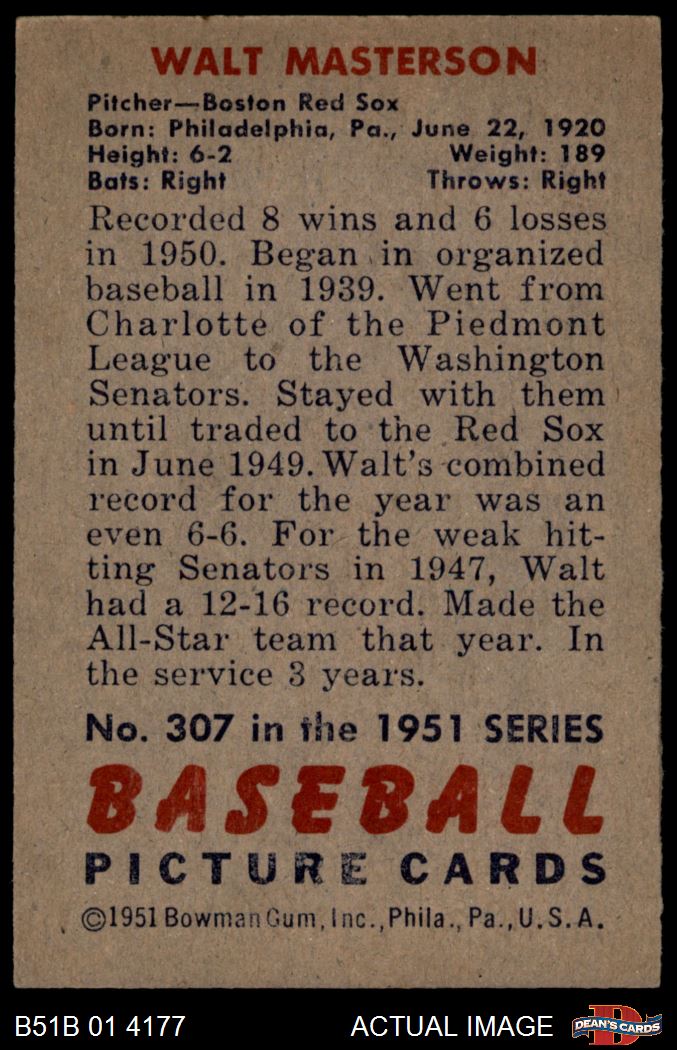 WALT MASTERSON
Pitcher—Boston Red Sox
Born: Philadelphia, Pa., June 22, 1920
Height: 6-2 Weight: 189
Bats: Right Throws: Right
Recorded 8 wins and 6 losses
in 1950. Began in organized
baseball in 1939. Went from
Charlotte of the Piedmont
League to the Washington
Senators. Stayed with them
until traded to the Red Sox
in June 1949. Walt's combined
record for the year was an
even 6-6. For the weak hit-
ting Senators in 1947, Walt
had a 12-16 record. Made the
All-Star team that year. In
the service 3 years.
No. 307 in the 1951 SERIES
BASEBALL
PICTURE CARDS
©1951 Bowman Gum, Inc., Phila., Pa., U.S.A.
B51B 01 4177 ACTUAL IMAGE D DEAN'S CARDS